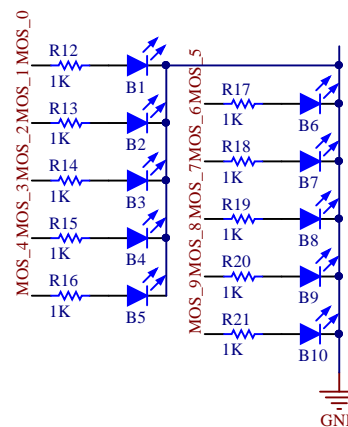 MOS_0
MOS_1
MOS_2
MOS_3
MOS_4
R12
1K
B1
R13
1K
B2
R14
1K
B3
R15
1K
B4
R16
1K
B5
MOS_5
MOS_6
MOS_7
MOS_8
MOS_9
R17
1K
B6
R18
1K
B7
R19
1K
B8
R20
1K
B9
R21
1K
B10